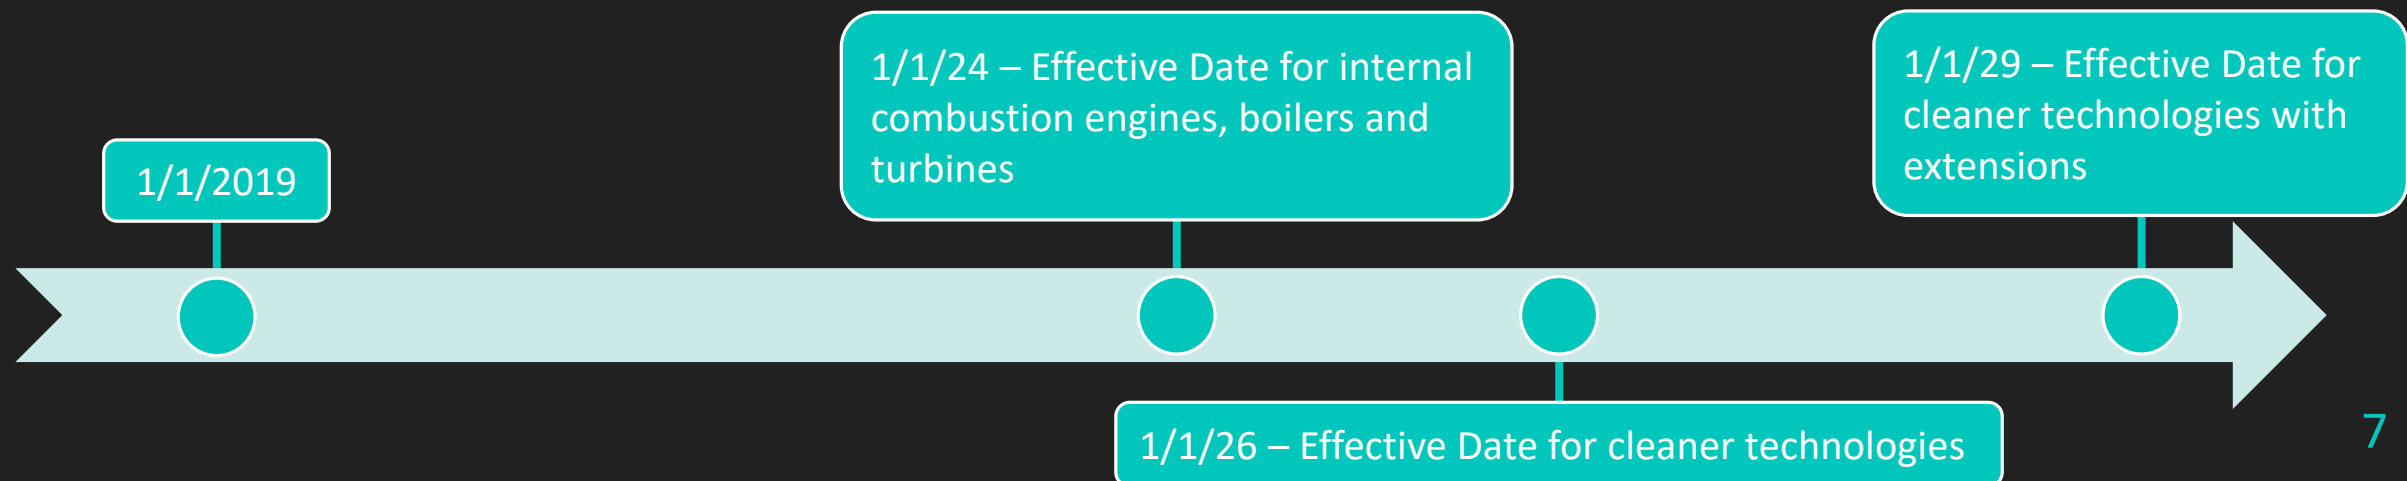 1/1/2019
1/1/24 – Effective Date for internal
combustion engines, boilers and
turbines
1/1/29 – Effective Date for
cleaner technologies with
extensions
1/1/26 – Effective Date for cleaner technologies
7